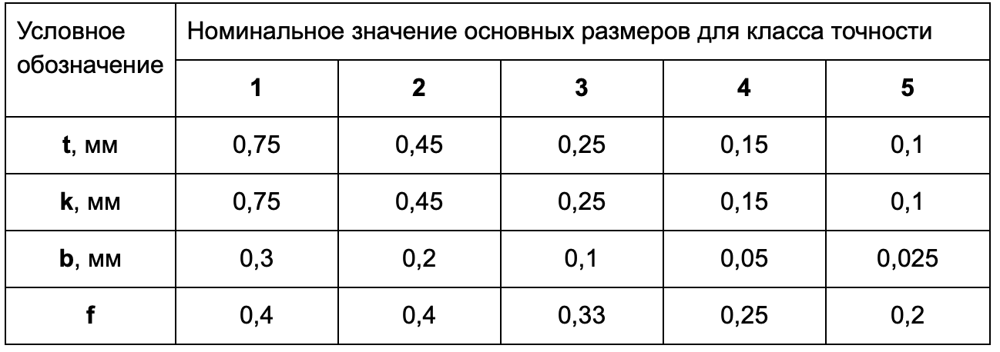 Условное Номинальное значение основных размеров для класса точности
обозначение
1 2 3 4 5
t, мм 0,75 0,45 0,25 0,15 0,1
k, мм 0,75 0,45 0,25 0,15 0,1
b, мм 0,3 0,2 0,1 0,05 0,025
f 0,4 0,4 0,33 0,25 0,2